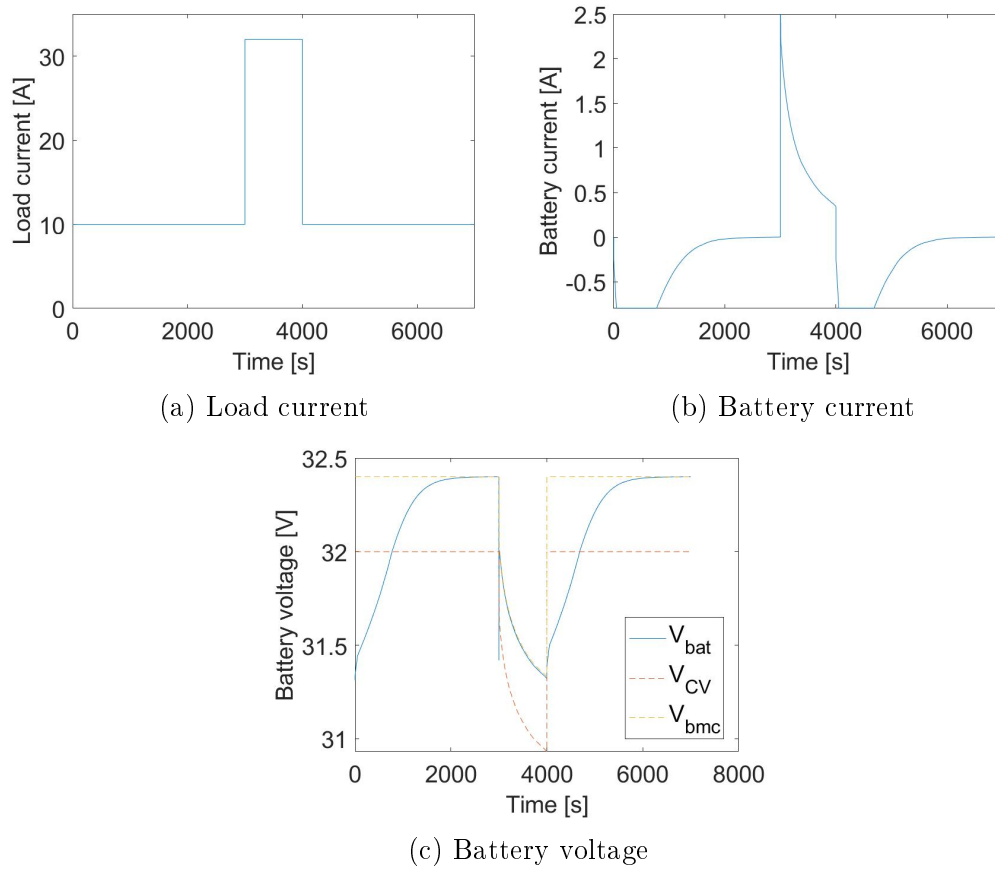 Load current [A]
30
20
10
0
0 2000 4000 6000
Time [s]
(a) Load current
Battery current [A]
2.5
2
1.5
1
0.5
0
-0.5
0 2000 4000 6000
Time [s]
(b) Battery current
Battery voltage [V]
32.5
32
31.5
31
0 2000 4000 6000 8000
Time [s]
V_bat
V_CV
V_bmc
(c) Battery voltage